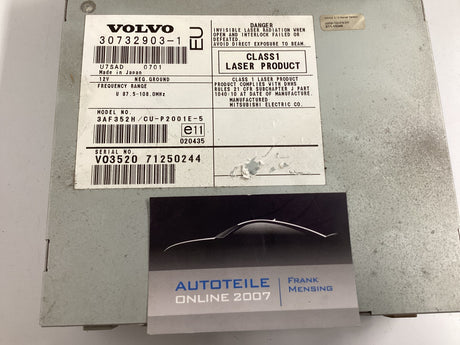 VOLVO
30732903-1
EU
U7SAD 0701
Made in Japan
12V NEG.GROUND
FREQUENCY RANGE
U 87.5-108.0MHz
MODEL NO.
3AF352H/CU-P2001E-5
e11
020435
SERIAL NO.
VO3520 71250244
DANGER
INVISIBLE LASER RADIATION WHEN
OPEN AND INTERLOCK FAILED OR
DEFEATED.
AVOID DIRECT EXPOSURE TO BEAM.
CLASS1
LASER PRODUCT
CLASS 1 LASER PRODUCT
COMPLIES WITH DHHS
RULES 21 CFR SUBCHAPTER J PART
1040.10 AT DATE OF MANUFACTURE.
MANUFACTURED:
MITSUBISHI ELECTRIC CO.
AUTOTEILE
ONLINE 2007
FRANK
MENSING